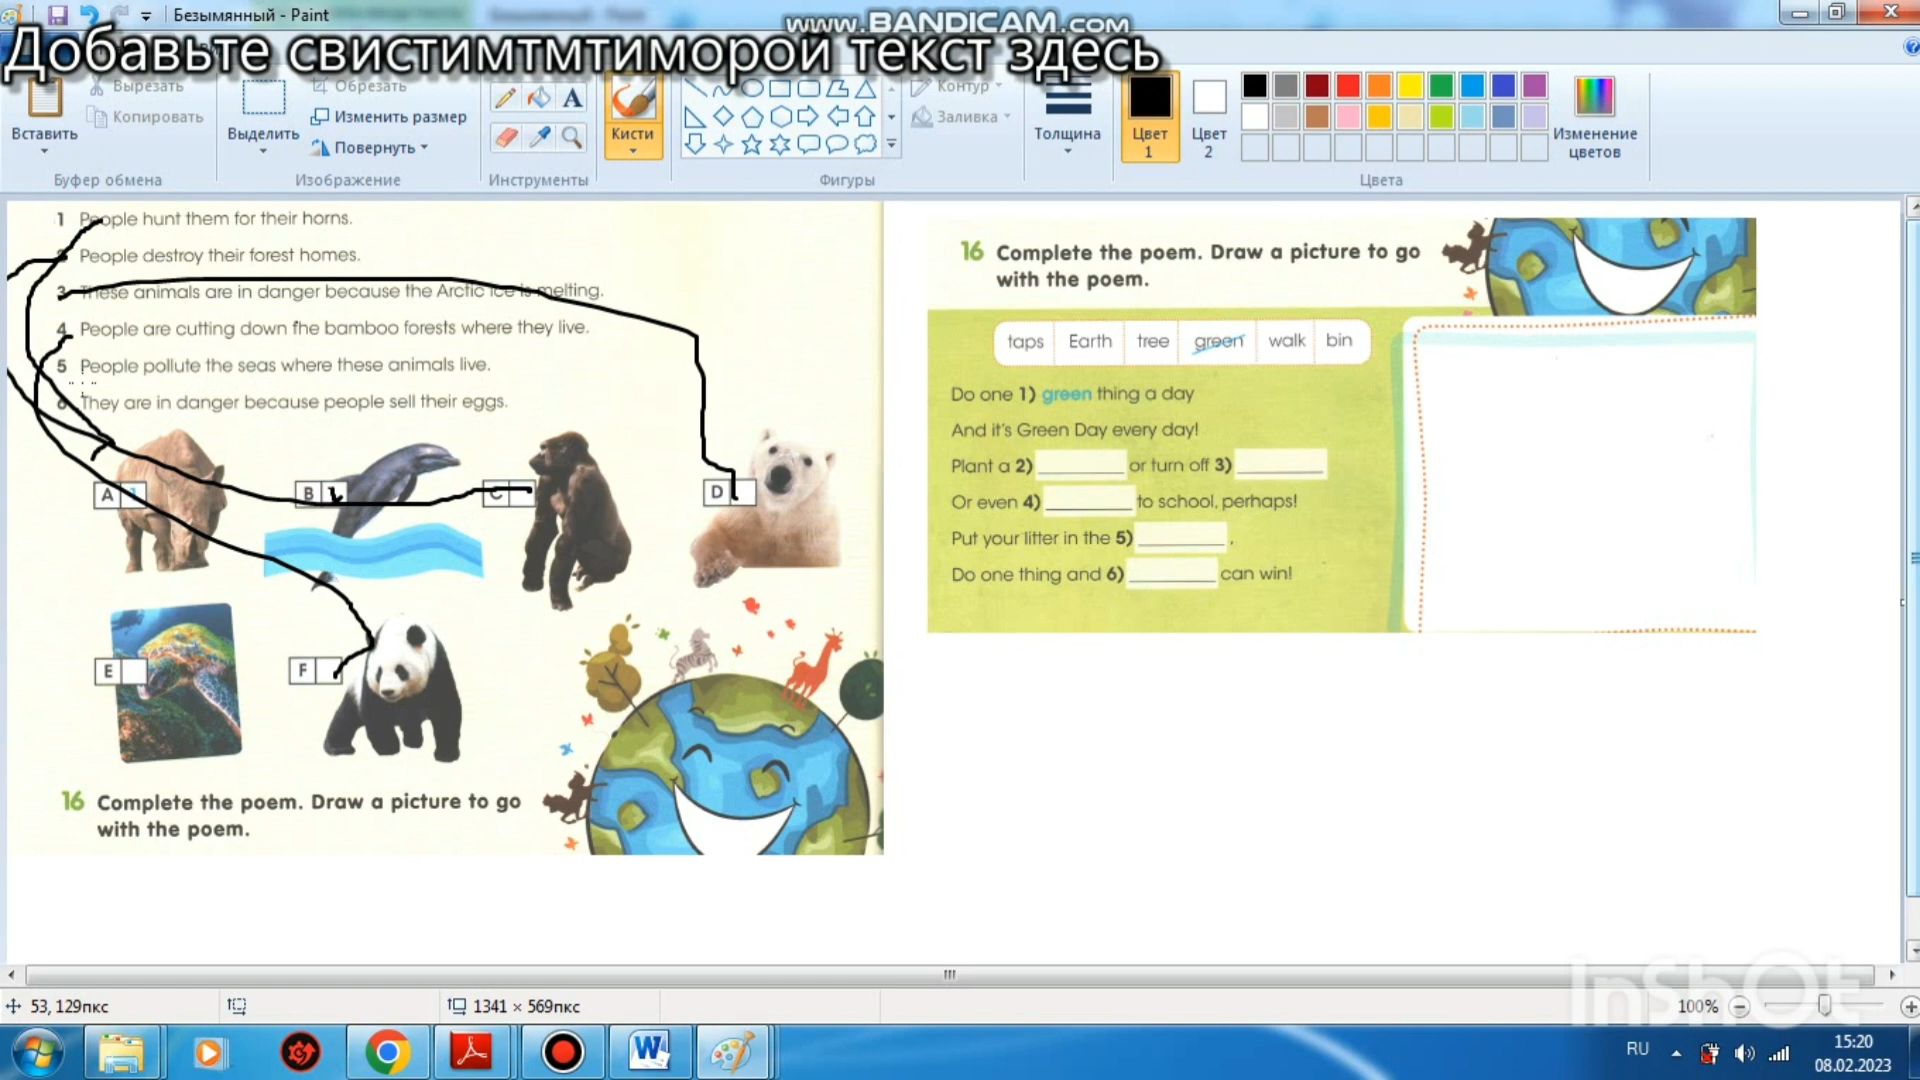 Безымянный - Paint
www.BANDICAM.com
Добавьте свистимтмтиморой текст здесь
Вставить
Вырезать
Копировать
Буфер обмена
Выделить
Обрезать
Изменить размер
Повернуть
Изображение
Инструменты
Кисти
Фигуры
Контур
Заливка
Толщина
Цвет 1
Цвет 2
Изменение цветов
Цвета
1 People hunt them for their horns.
People destroy their forest homes.
3 These animals are in danger because the Arctic ice is melting.
4 People are cutting down the bamboo forests where they live.
5 People pollute the seas where these animals live.
6 They are in danger because people sell their eggs.
A
B
C
D
E
F
16 Complete the poem. Draw a picture to go
with the poem.
16 Complete the poem. Draw a picture to go
with the poem.
taps Earth tree green walk bin
Do one 1) green thing a day
And it's Green Day every day!
Plant a 2) or turn off 3)
Or even 4) to school, perhaps!
Put your litter in the 5) .
Do one thing and 6) can win!
InShOt
53, 129пкс
1341 × 569пкс
100%
RU
15:20
08.02.2023